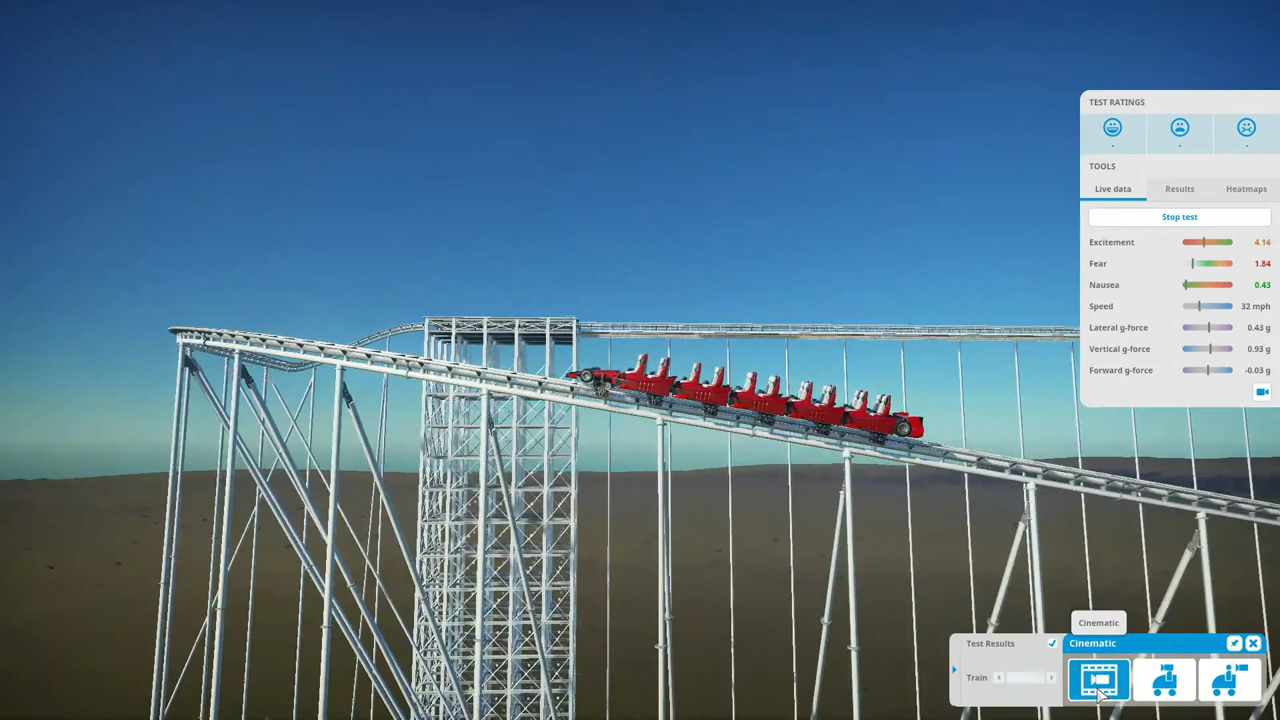 TEST RATINGS
TOOLS
Live data Results Heatmaps
Stop test
Excitement 4.14
Fear 1.84
Nausea 0.43
Speed 32 mph
Lateral g-force 0.43 g
Vertical g-force 0.93 g
Forward g-force -0.03 g
Cinematic
Test Results
Cinematic
Train